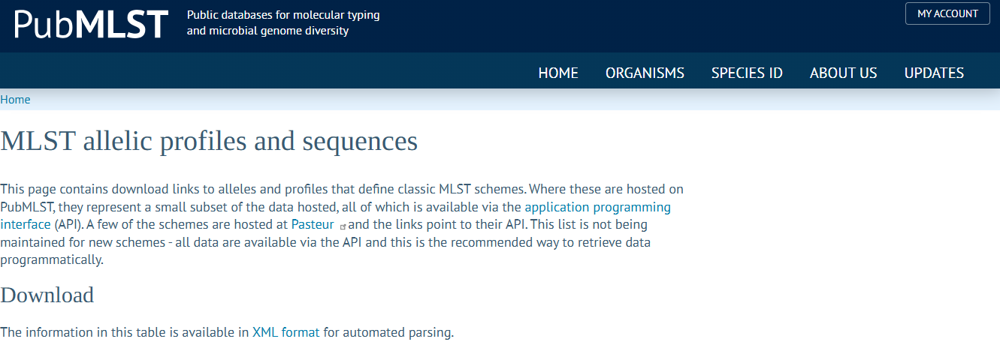 PubMLST
Public databases for molecular typing
and microbial genome diversity
MY ACCOUNT
HOME ORGANISMS SPECIES ID ABOUT US UPDATES
Home
MLST allelic profiles and sequences
This page contains download links to alleles and profiles that define classic MLST schemes. Where these are hosted on
PubMLST, they represent a small subset of the data hosted, all of which is available via the application programming
interface (API). A few of the schemes are hosted at Pasteur and the links point to their API. This list is not being
maintained for new schemes - all data are available via the API and this is the recommended way to retrieve data
programmatically.
Download
The information in this table is available in XML format for automated parsing.